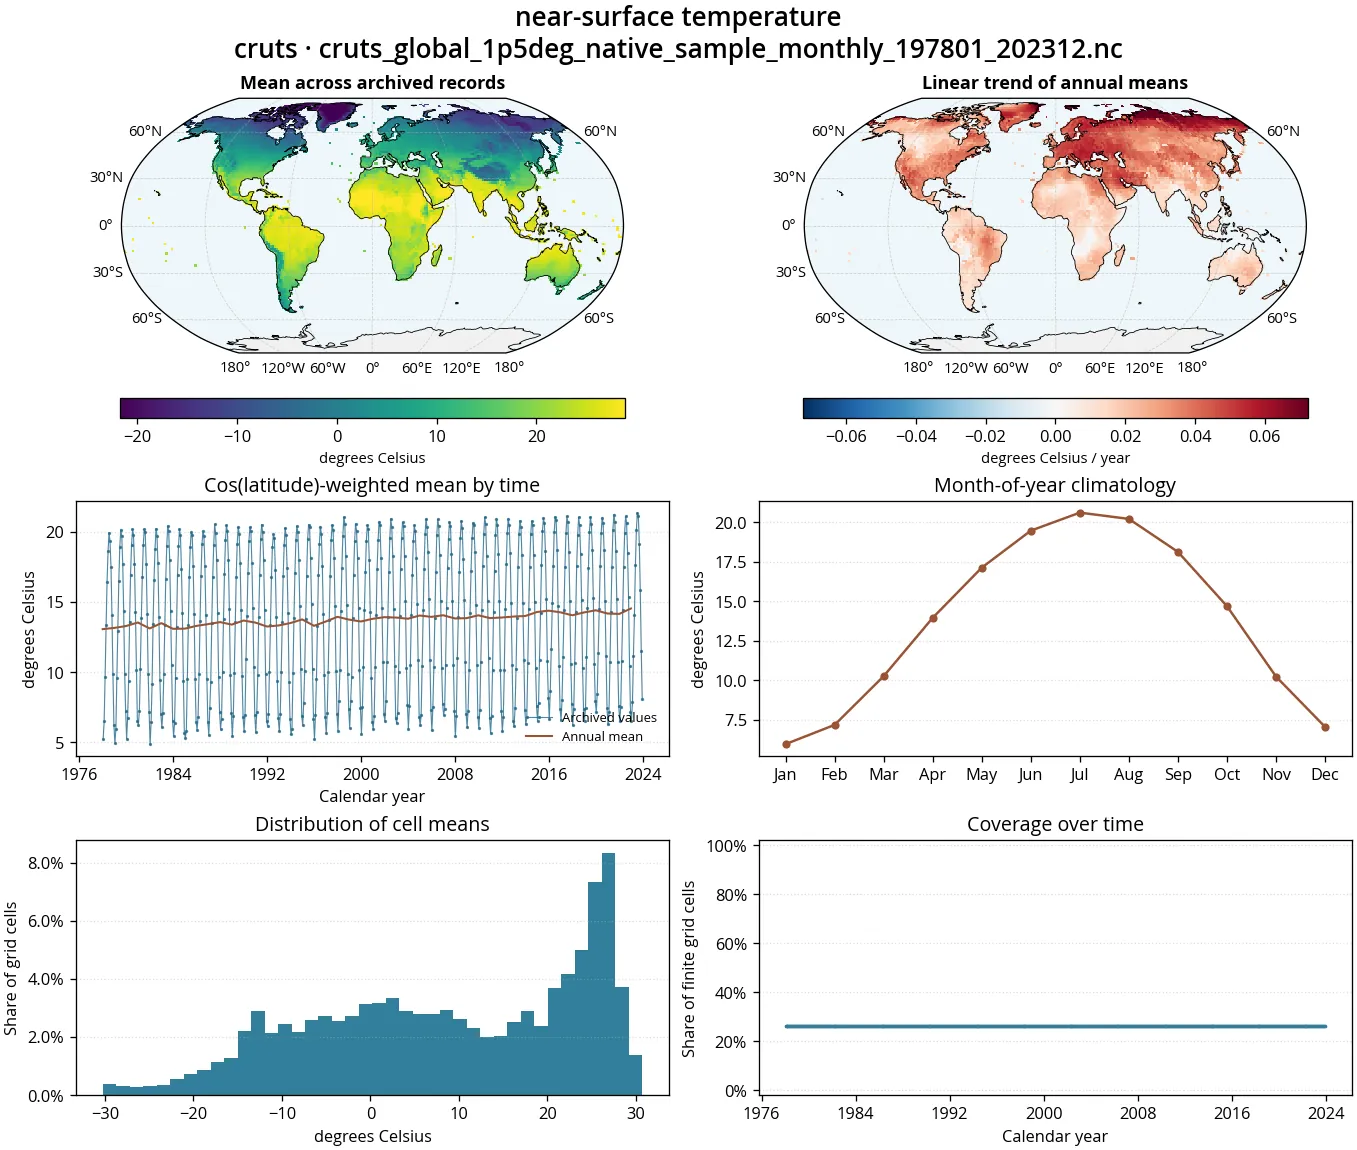 near-surface temperature
cruts · cruts_global_1p5deg_native_sample_monthly_197801_202312.nc
Mean across archived records
60°N 60°N
30°N
0°
30°S
60°S 60°S
180° 120°W 60°W 0° 60°E 120°E 180°
−20 −10 0 10 20
degrees Celsius
Linear trend of annual means
60°N 60°N
30°N
0°
30°S
60°S 60°S
180° 120°W 60°W 0° 60°E 120°E 180°
−0.06 −0.04 −0.02 0.00 0.02 0.04 0.06
degrees Celsius / year
Cos(latitude)-weighted mean by time
degrees Celsius
20
15
10
5
Archived values
Annual mean
1976 1984 1992 2000 2008 2016 2024
Calendar year
Month-of-year climatology
degrees Celsius
20.0
17.5
15.0
12.5
10.0
7.5
Jan Feb Mar Apr May Jun Jul Aug Sep Oct Nov Dec
Distribution of cell means
Share of grid cells
8.0%
6.0%
4.0%
2.0%
0.0%
−30 −20 −10 0 10 20 30
degrees Celsius
Coverage over time
Share of finite grid cells
100%
80%
60%
40%
20%
0%
1976 1984 1992 2000 2008 2016 2024
Calendar year